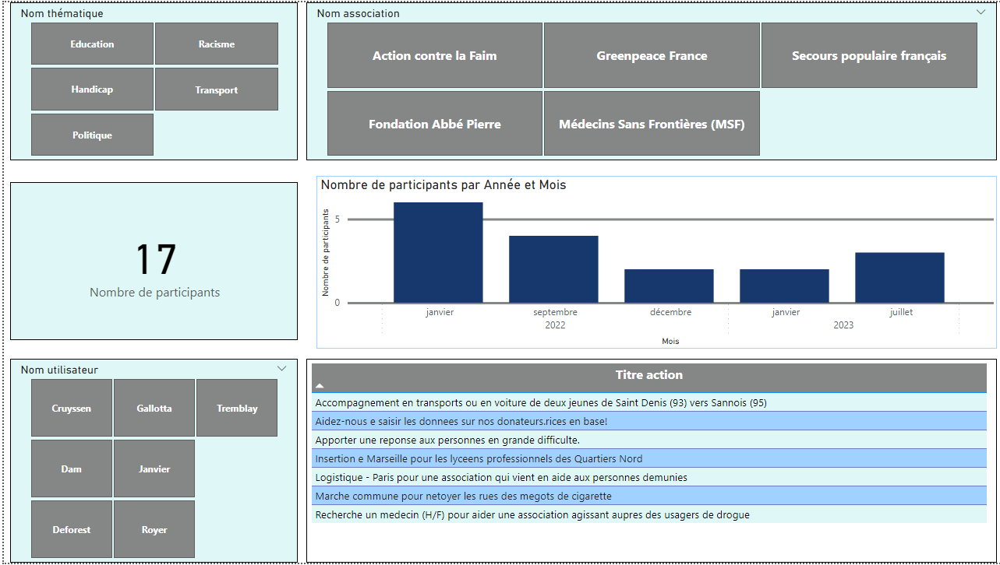 Nom thématique
Education
Racisme
Handicap
Transport
Politique
Nom association
Action contre la Faim
Greenpeace France
Secours populaire français
Fondation Abbé Pierre
Médecins Sans Frontières (MSF)
17
Nombre de participants
Nombre de participants par Année et Mois
Nombre de participants
5
0
janvier
septembre
décembre
janvier
juillet
2022
2023
Mois
Nom utilisateur
Cruyssen
Gallotta
Tremblay
Dam
Janvier
Deforest
Royer
Titre action
Accompagnement en transports ou en voiture de deux jeunes de Saint Denis (93) vers Sannois (95)
Aidez-nous e saisir les donnees sur nos donateurs.rices en base!
Apporter une reponse aux personnes en grande difficulte.
Insertion e Marseille pour les lyceens professionnels des Quartiers Nord
Logistique - Paris pour une association qui vient en aide aux personnes demunies
Marche commune pour netoyer les rues des megots de cigarette
Recherche un medecin (H/F) pour aider une association agissant aupres des usagers de drogue